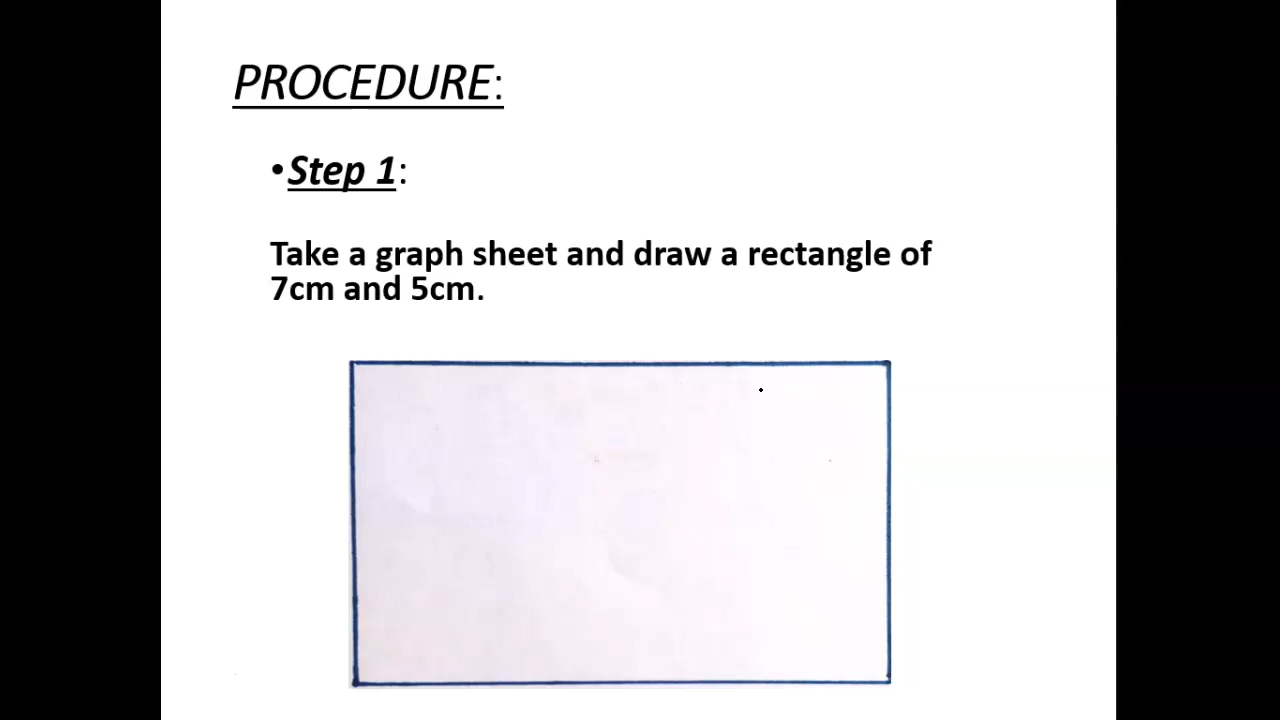 PROCEDURE:
•Step 1:
Take a graph sheet and draw a rectangle of
7cm and 5cm.